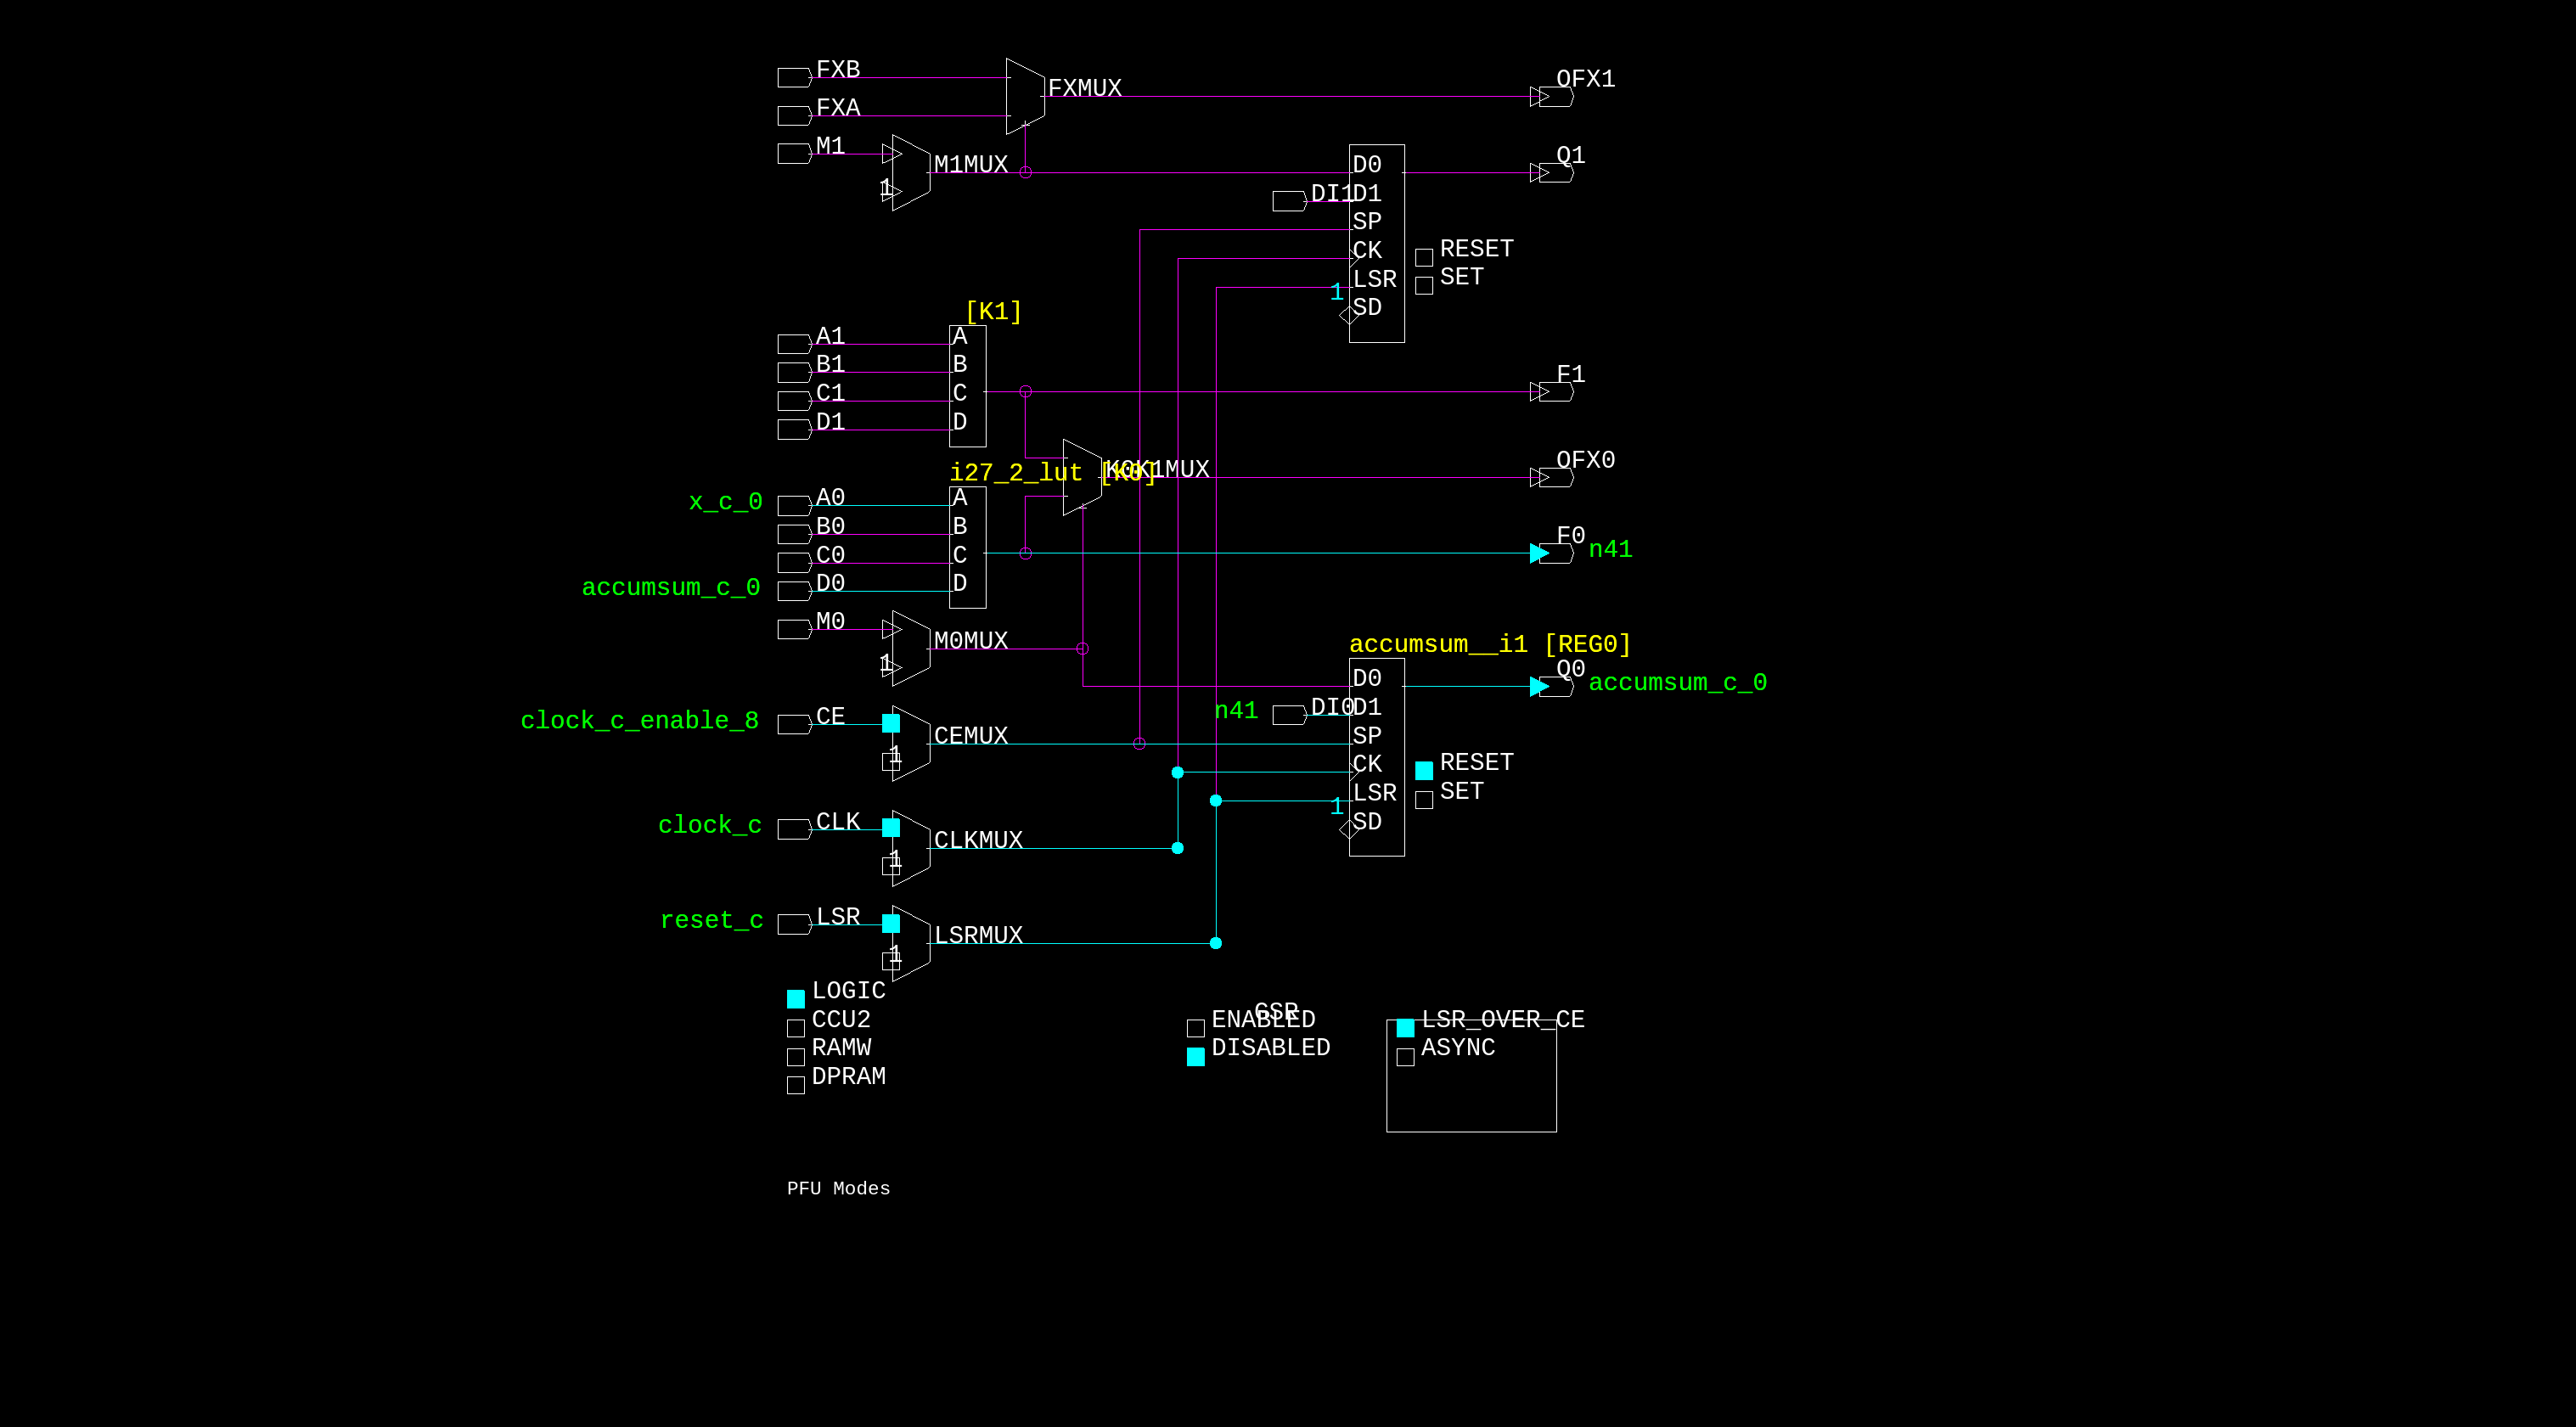 FXB
FXA
FXMUX
OFX1
M1
1
M1MUX
Q1
D0
DI1
D1
SP
CK
LSR
1
SD
RESET
SET
[K1]
A1
A
B1
B
C1
C
D1
D
F1
K0K1MUX
OFX0
i27_2_lut [K0]
x_c_0
A0
A
B0
B
C0
C
accumsum_c_0
D0
D
F0
n41
M0
1
M0MUX
accumsum__i1 [REG0]
Q0
accumsum_c_0
D0
n41
DI0
D1
SP
CK
LSR
1
SD
RESET
SET
clock_c_enable_8
CE
1
CEMUX
clock_c
CLK
1
CLKMUX
reset_c
LSR
1
LSRMUX
LOGIC
CCU2
RAMW
DPRAM
GSR
ENABLED
DISABLED
LSR_OVER_CE
ASYNC
PFU Modes